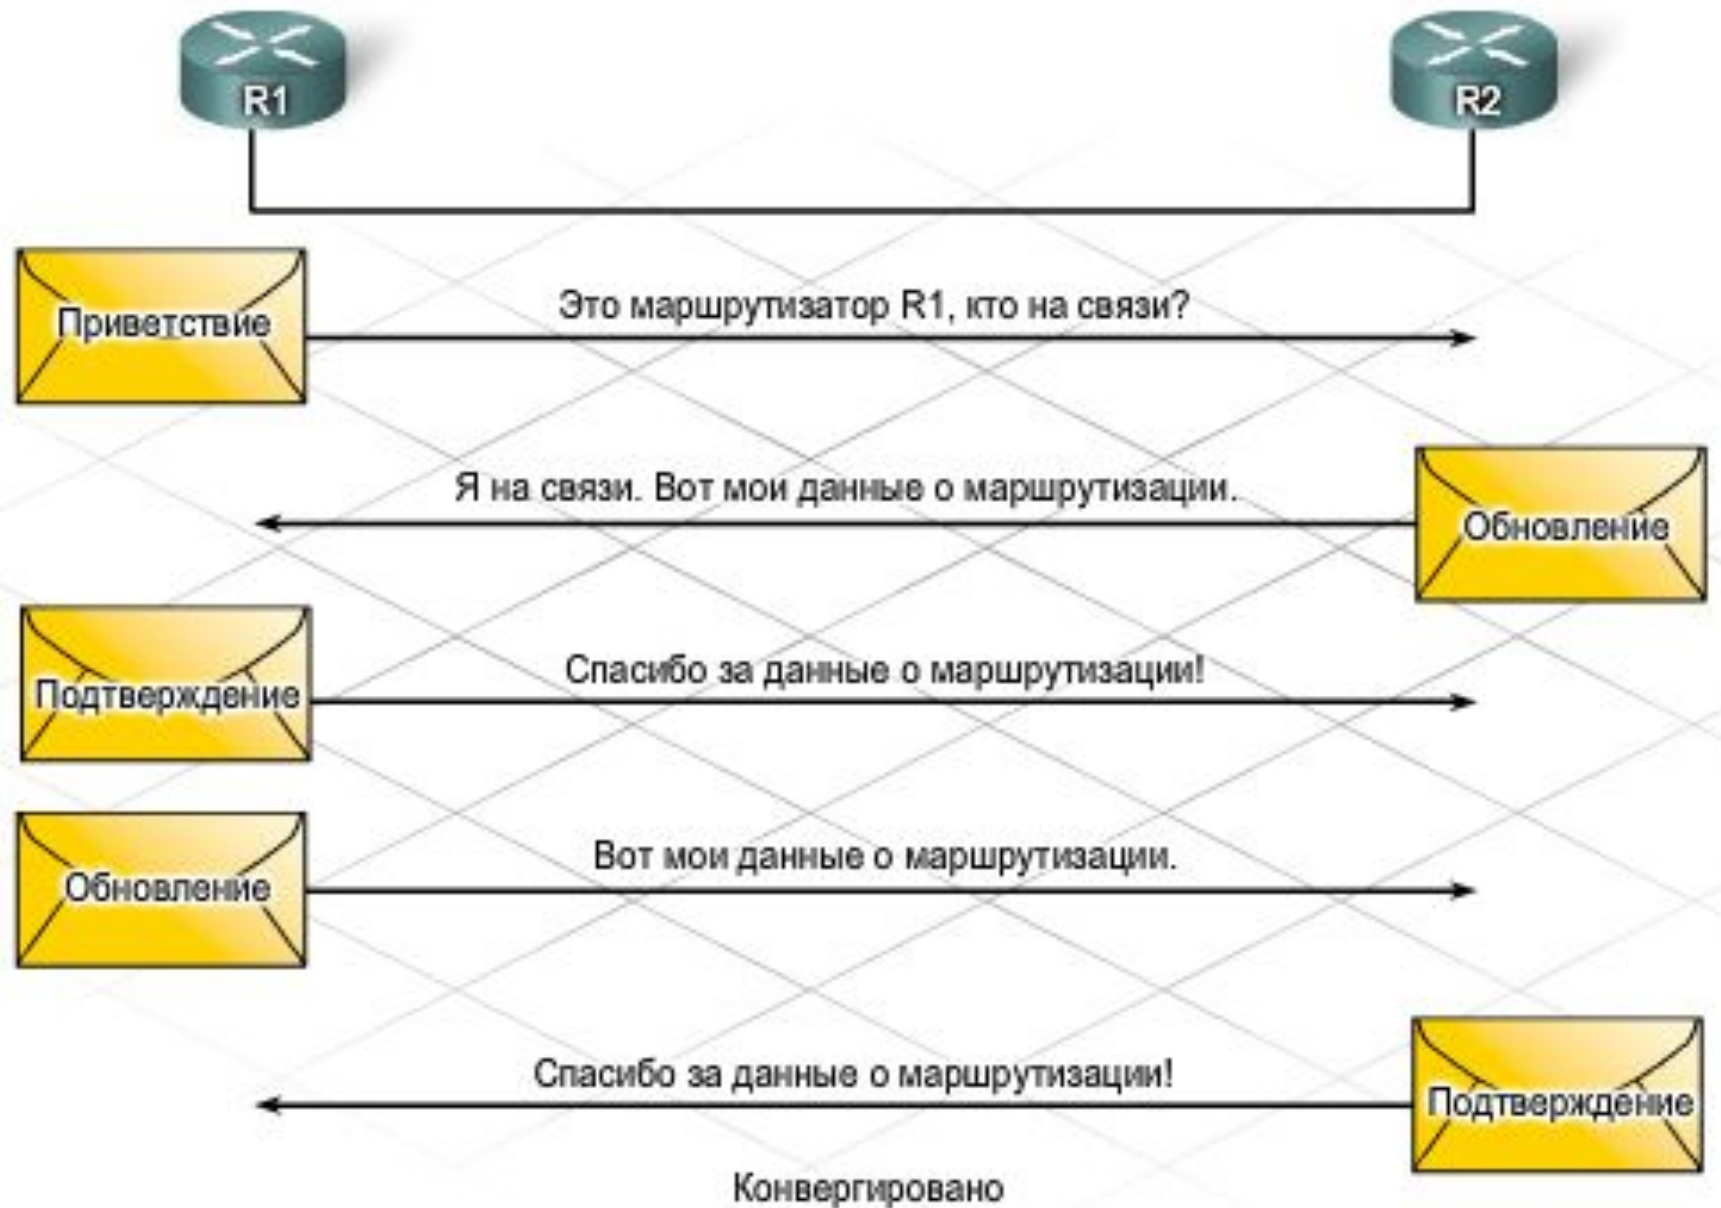 R1
R2
Приветствие
Это маршрутизатор R1, кто на связи?
Я на связи. Вот мои данные о маршрутизации.
Обновление
Подтверждение
Спасибо за данные о маршрутизации!
Обновление
Вот мои данные о маршрутизации.
Спасибо за данные о маршрутизации!
Подтверждение
Конвергировано